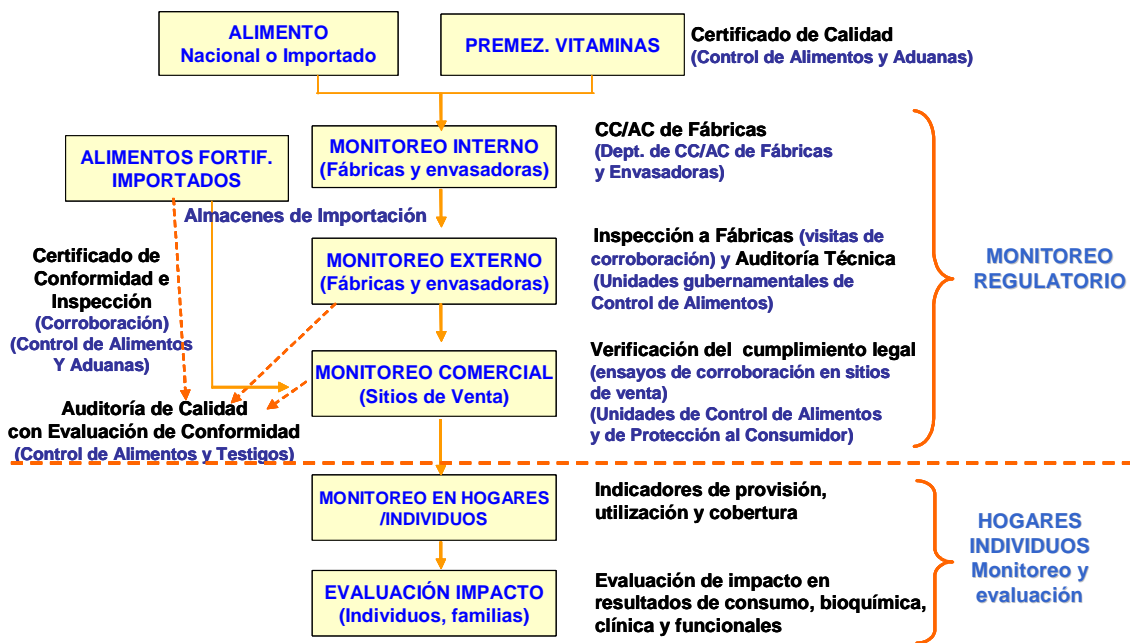 ALIMENTO
Nacional o Importado
PREMEZ. VITAMINAS
Certificado de Calidad
(Control de Alimentos y Aduanas)
MONITOREO INTERNO
(Fábricas y envasadoras)
CC/AC de Fábricas
(Dept. de CC/AC de Fábricas
y Envasadoras)
ALIMENTOS FORTIF.
IMPORTADOS
Almacenes de Importación
Certificado de
Conformidad e
Inspección
(Corroboración)
(Control de Alimentos
Y Aduanas)
MONITOREO EXTERNO
(Fábricas y envasadoras)
Inspección a Fábricas (visitas de
corroboración) y Auditoría Técnica
(Unidades gubernamentales de
Control de Alimentos)
MONITOREO
REGULATORIO
MONITOREO COMERCIAL
(Sitios de Venta)
Verificación del cumplimiento legal
(ensayos de corroboración en sitios
de venta)
(Unidades de Control de Alimentos
y de Protección al Consumidor)
Auditoría de Calidad
con Evaluación de Conformidad
(Control de Alimentos y Testigos)
MONITOREO EN HOGARES
/INDIVIDUOS
Indicadores de provisión,
utilización y cobertura
HOGARES
INDIVIDUOS
Monitoreo y
evaluación
EVALUACIÓN IMPACTO
(Individuos, familias)
Evaluación de impacto en
resultados de consumo, bioquímica,
clínica y funcionales